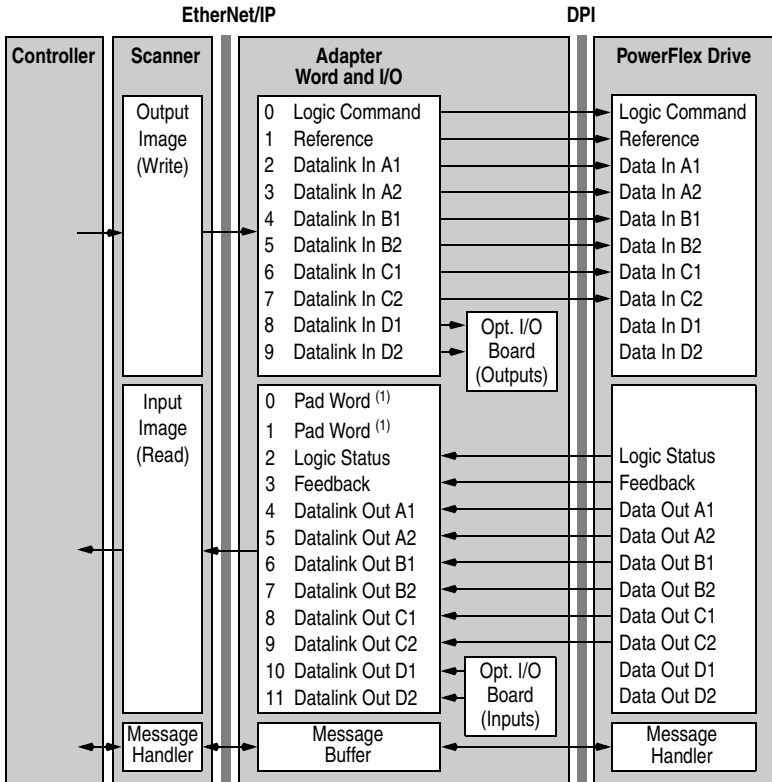 EtherNet/IP DPI
Controller Scanner Adapter PowerFlex Drive
Word and I/O
Output 0 Logic Command Logic Command
Image 1 Reference Reference
(Write) 2 Datalink In A1 Data In A1
3 Datalink In A2 Data In A2
4 Datalink In B1 Data In B1
5 Datalink In B2 Data In B2
6 Datalink In C1 Data In C1
7 Datalink In C2 Data In C2
8 Datalink In D1 Opt. I/O Data In D1
9 Datalink In D2 Board Data In D2
(Outputs)
Input 0 Pad Word (1)
Image 1 Pad Word (1)
(Read) 2 Logic Status Logic Status
3 Feedback Feedback
4 Datalink Out A1 Data Out A1
5 Datalink Out A2 Data Out A2
6 Datalink Out B1 Data Out B1
7 Datalink Out B2 Data Out B2
8 Datalink Out C1 Data Out C1
9 Datalink Out C2 Data Out C2
10 Datalink Out D1 Opt. I/O Data Out D1
11 Datalink Out D2 Board Data Out D2
(Inputs)
Message Message Message
Handler Buffer Handler